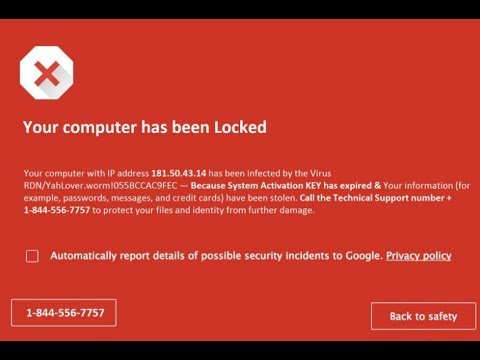 Your computer has been Locked
Your computer with IP address 181.50.43.14 has been infected by the Virus
RDN/YahLover.worm!055BCCAC9FEC — Because System Activation KEY has expired & Your information (for
example, passwords, messages, and credit cards) have been stolen. Call the Technical Support number +
1-844-556-7757 to protect your files and identity from further damage.
Automatically report details of possible security incidents to Google. Privacy policy
1-844-556-7757
Back to safety